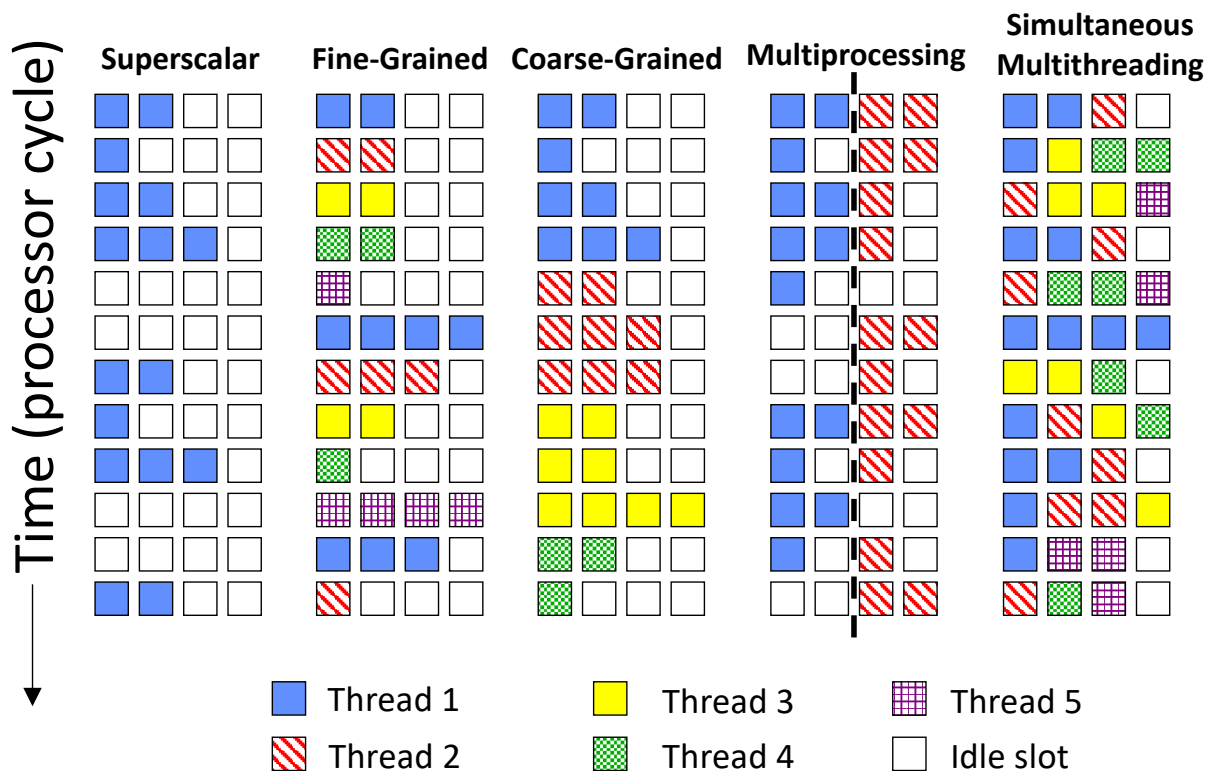 Time (processor cycle)
Superscalar
Fine-Grained
Coarse-Grained
Multiprocessing
Simultaneous
Multithreading
Thread 1
Thread 3
Thread 5
Thread 2
Thread 4
Idle slot